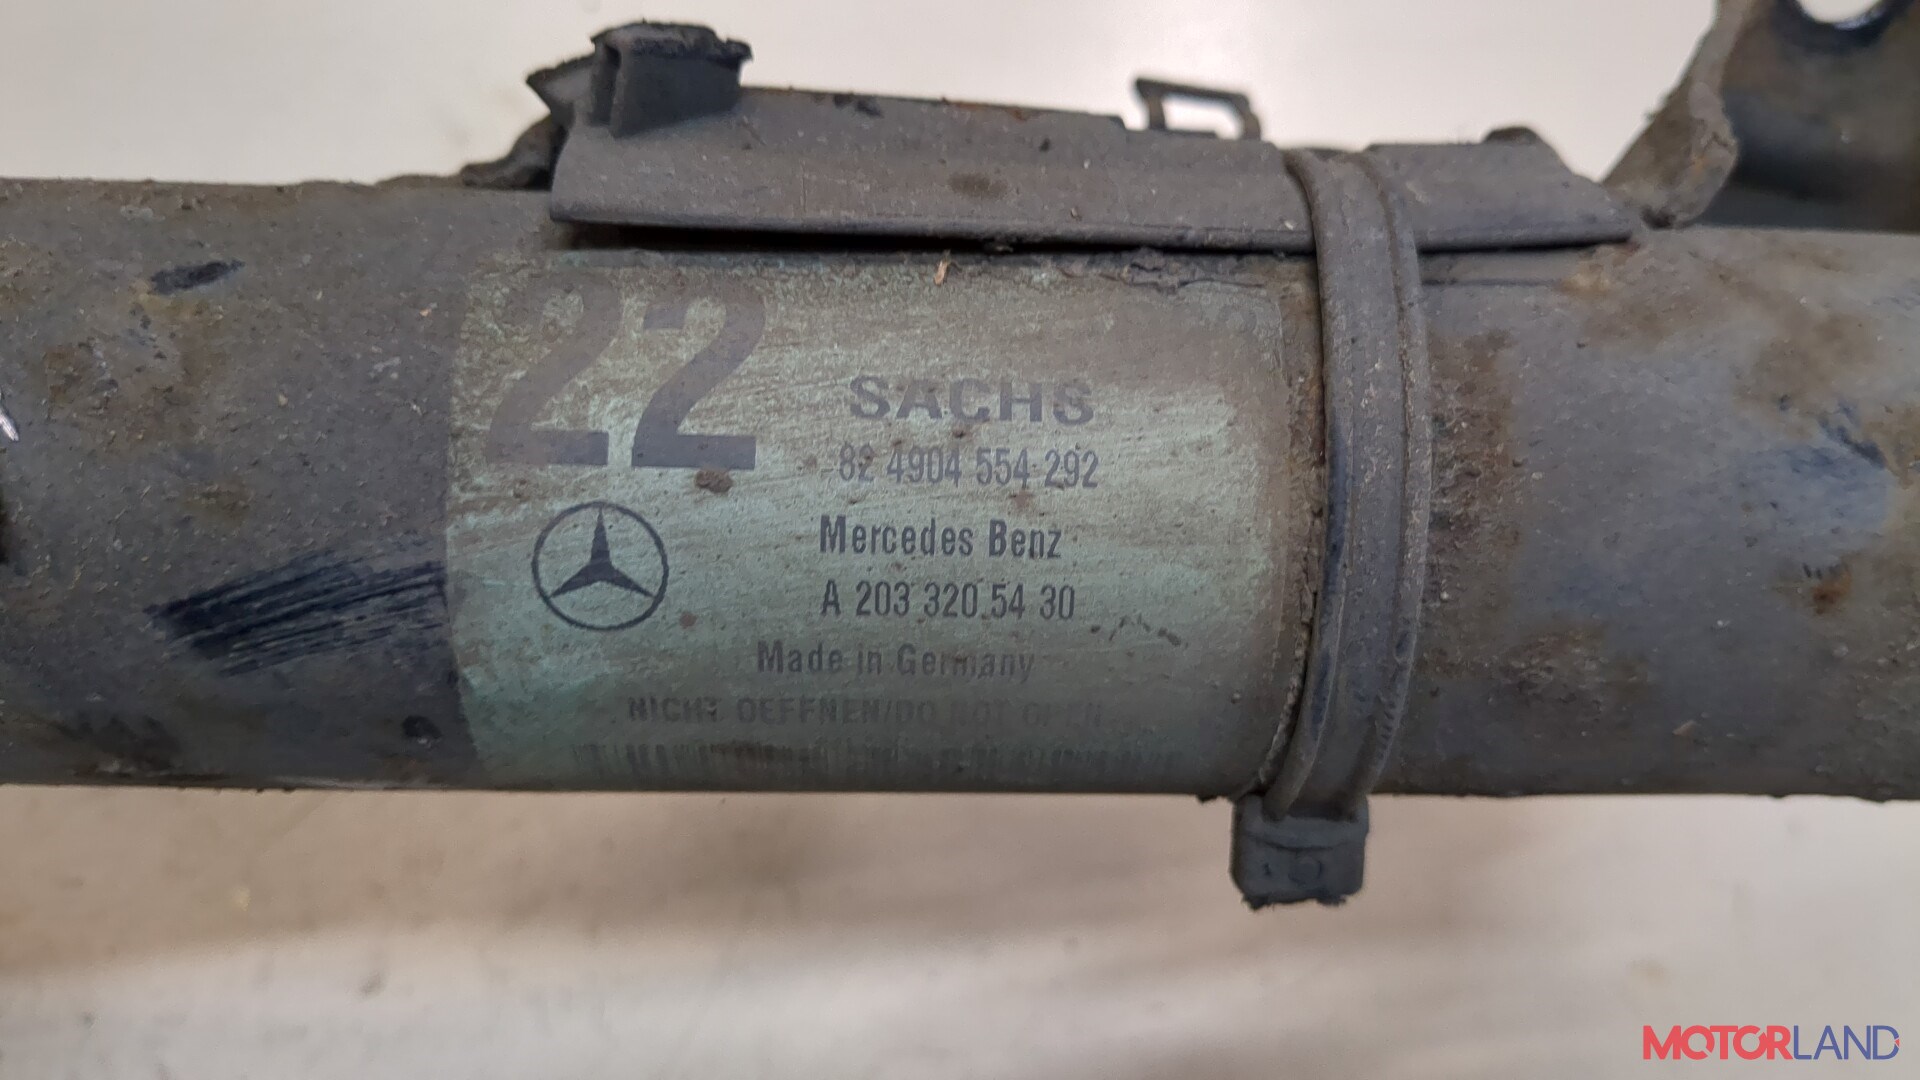 22
SACHS
82 4904 554 292
Mercedes Benz
A 203 320 54 30
Made in Germany
NICHT OEFFNEN/DO NOT OPEN
MOTORLAND